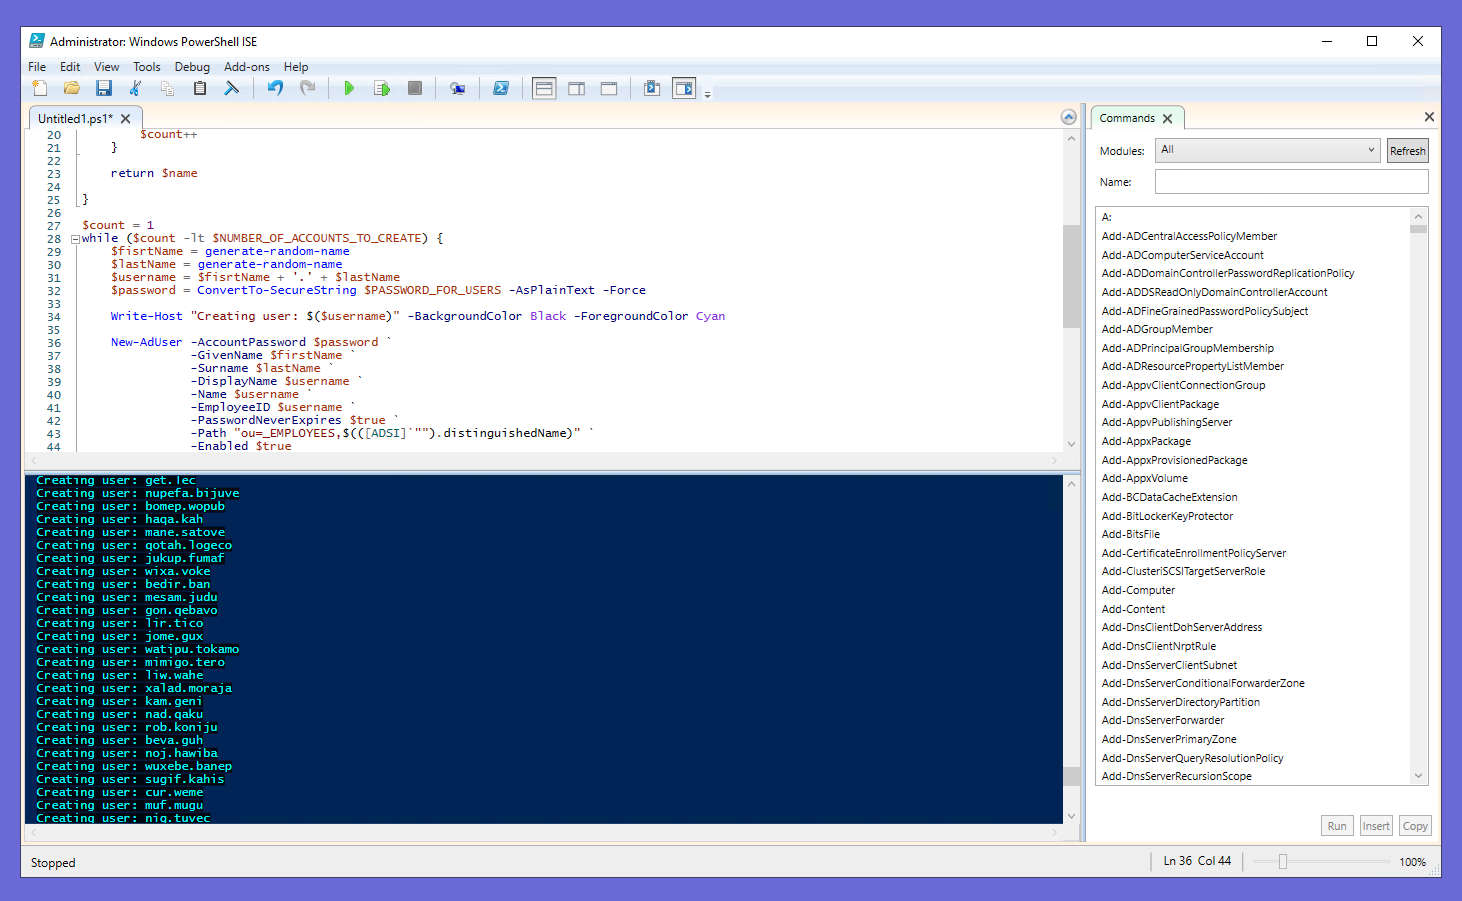 Administrator: Windows PowerShell ISE
File Edit View Tools Debug Add-ons Help
Untitled1.ps1*
20 $count++
21 }
22
23 return $name
24
25 }
26
27 $count = 1
28 while ($count -lt $NUMBER_OF_ACCOUNTS_TO_CREATE) {
29 $fisrtName = generate-random-name
30 $lastName = generate-random-name
31 $username = $fisrtName + '.' + $lastName
32 $password = ConvertTo-SecureString $PASSWORD_FOR_USERS -AsPlainText -Force
33
34 Write-Host "Creating user: $($username)" -BackgroundColor Black -ForegroundColor Cyan
35
36 New-AdUser -AccountPassword $password `
37 -GivenName $firstName `
38 -Surname $lastName `
39 -DisplayName $username `
40 -Name $username `
41 -EmployeeID $username `
42 -PasswordNeverExpires $true `
43 -Path "ou=_EMPLOYEES,$(([ADSI]`"").distinguishedName)" `
44 -Enabled $true
Creating user: get.lec
Creating user: nupefa.bijuve
Creating user: bomep.wopub
Creating user: haqa.kah
Creating user: mane.satove
Creating user: qotah.logeco
Creating user: jukup.fumaf
Creating user: wixa.voke
Creating user: bedir.ban
Creating user: mesam.judu
Creating user: gon.qebavo
Creating user: lir.tico
Creating user: jome.gux
Creating user: watipu.tokamo
Creating user: mimigo.tero
Creating user: liw.wahe
Creating user: xalad.moraja
Creating user: kam.geni
Creating user: nad.qaku
Creating user: rob.koniju
Creating user: beva.guh
Creating user: noj.hawiba
Creating user: wuxebe.banep
Creating user: sugif.kahis
Creating user: cur.weme
Creating user: muf.mugu
Creating user: niq.tuvec
Commands
Modules: All Refresh
Name:
A:
Add-ADCentralAccessPolicyMember
Add-ADComputerServiceAccount
Add-ADDomainControllerPasswordReplicationPolicy
Add-ADDSReadOnlyDomainControllerAccount
Add-ADFineGrainedPasswordPolicySubject
Add-ADGroupMember
Add-ADPrincipalGroupMembership
Add-ADResourcePropertyListMember
Add-AppvClientConnectionGroup
Add-AppvClientPackage
Add-AppvPublishingServer
Add-AppxPackage
Add-AppxProvisionedPackage
Add-AppxVolume
Add-BCDataCacheExtension
Add-BitLockerKeyProtector
Add-BitsFile
Add-CertificateEnrollmentPolicyServer
Add-ClusteriSCSITargetServerRole
Add-Computer
Add-Content
Add-DnsClientDohServerAddress
Add-DnsClientNrptRule
Add-DnsServerClientSubnet
Add-DnsServerConditionalForwarderZone
Add-DnsServerDirectoryPartition
Add-DnsServerForwarder
Add-DnsServerPrimaryZone
Add-DnsServerQueryResolutionPolicy
Add-DnsServerRecursionScope
Run Insert Copy
Stopped
Ln 36 Col 44
100%